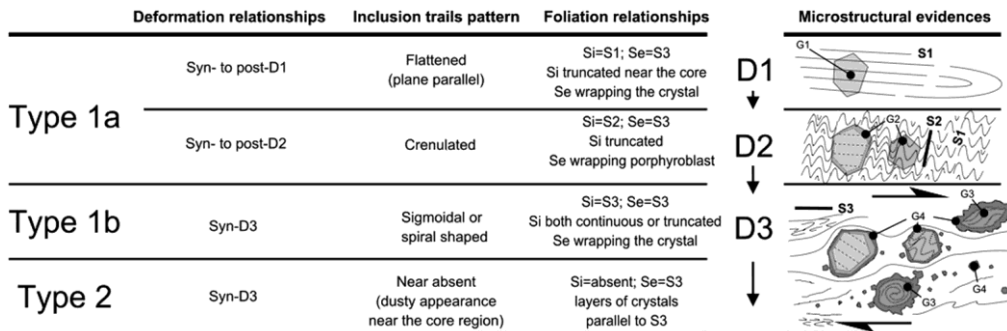 Deformation relationships Inclusion trails pattern Foliation relationships Microstructural evidences
Type 1a
Syn- to post-D1
Flattened
(plane parallel)
Si=S1; Se=S3
Si truncated near the core
Se wrapping the crystal
D1
G1
S1
Syn- to post-D2
Crenulated
Si=S2; Se=S3
Si truncated
Se wrapping porphyroblast
D2
G2
S2
S1
Type 1b
Syn-D3
Sigmoidal or
spiral shaped
Si=S3; Se=S3
Si both continuous or truncated
Se wrapping the crystal
D3
S3
G3
G4
Type 2
Syn-D3
Near absent
(dusty appearance
near the core region)
Si=absent; Se=S3
layers of crystals
parallel to S3
G4
G3